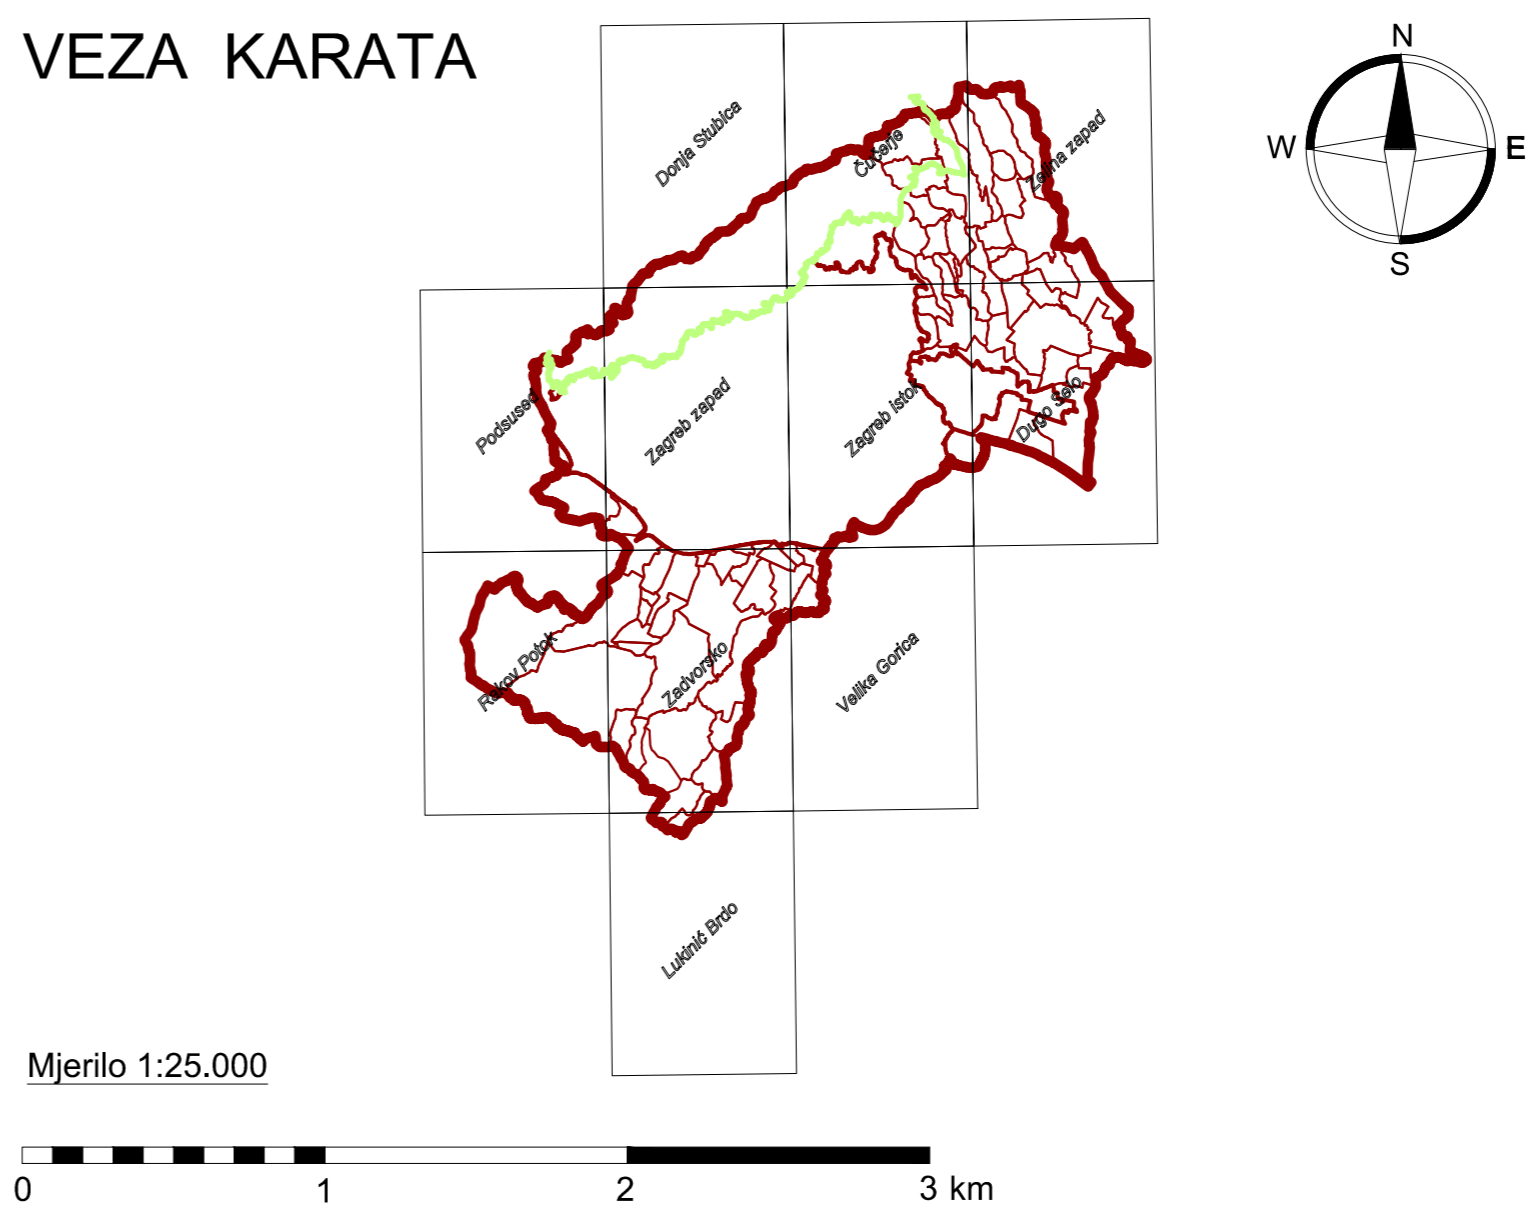 VEZA KARATA
N
W
E
S
Donja Stubica
Čučerje
Zelina zapad
Podsused
Zagreb zapad
Zagreb istok
Dugo Selo
Rakov Potok
Zadvorsko
Velika Gorica
Lukinić Brdo
Mjerilo 1:25.000
0 1 2 3 km